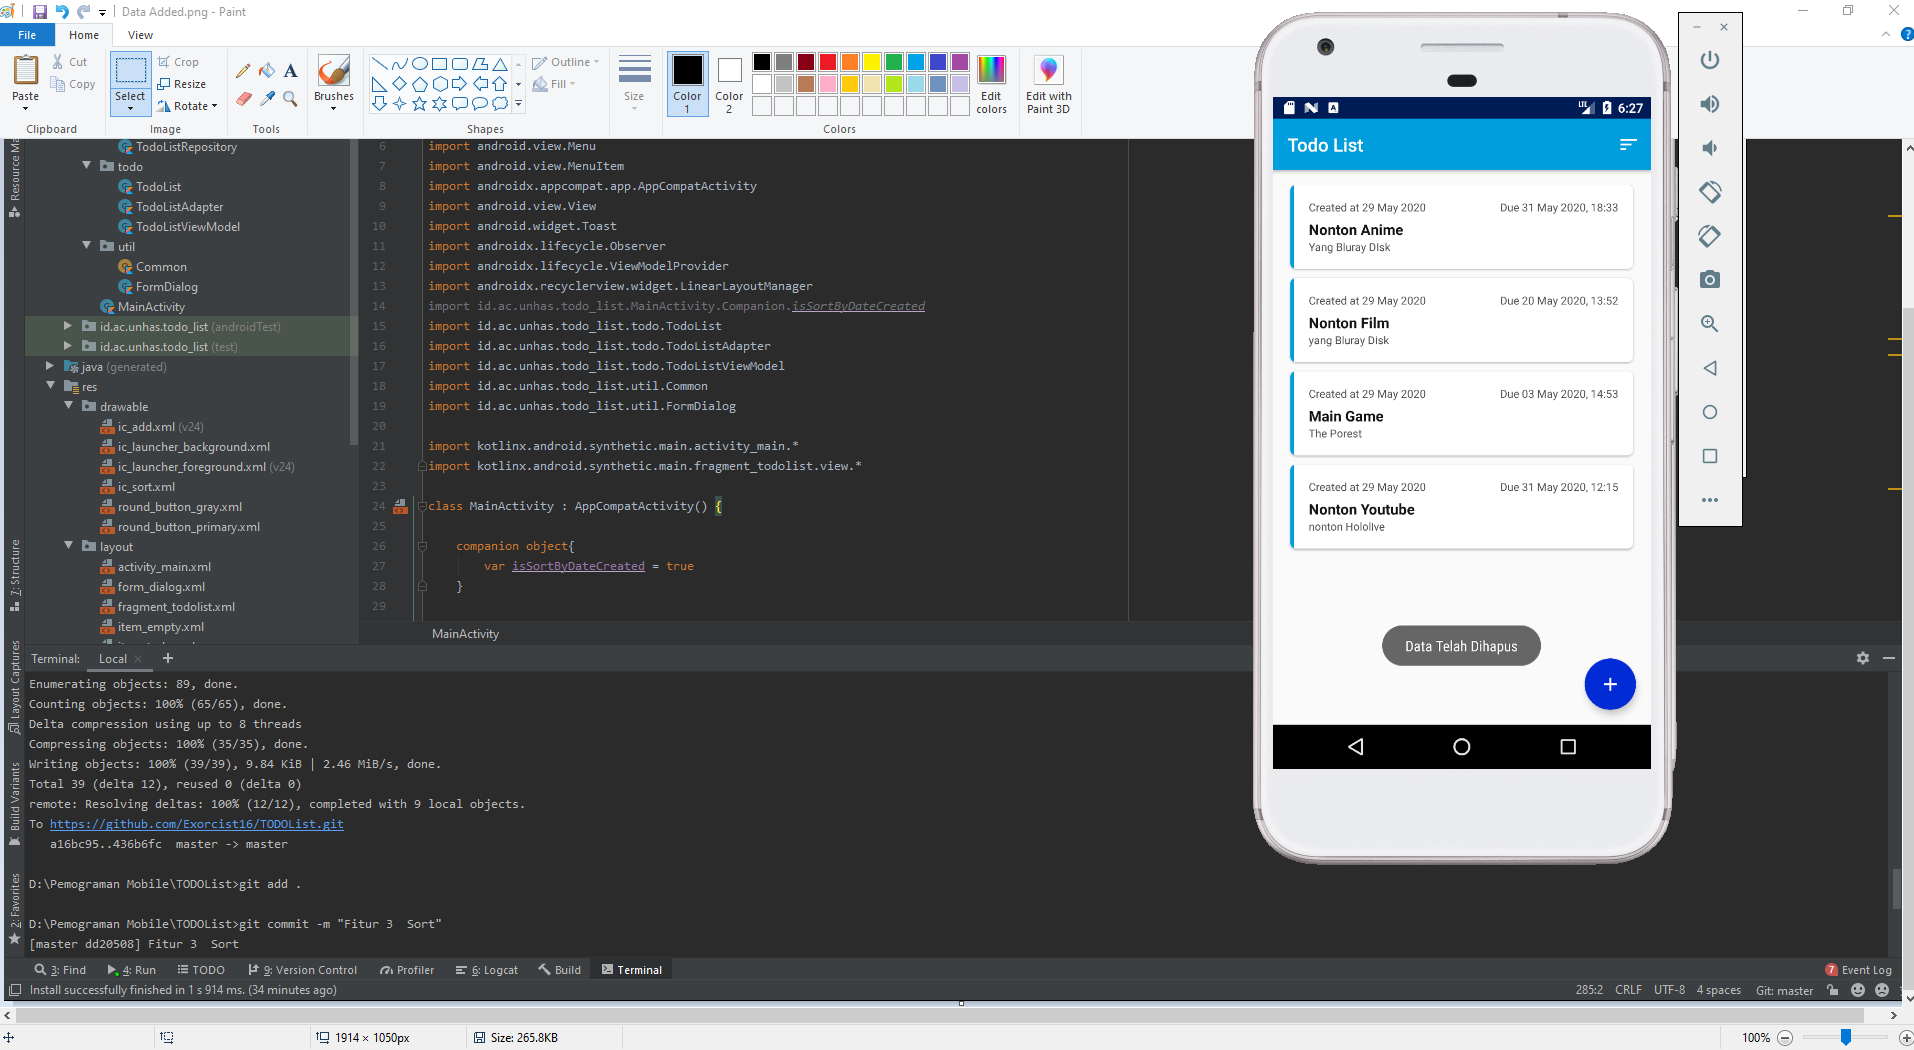 Data Added.png - Paint
File
Home
View
Paste
Cut
Copy
Clipboard
Select
Crop
Resize
Rotate
Image
Tools
Brushes
Shapes
Outline
Fill
Size
Color 1
Color 2
Colors
Edit colors
Edit with Paint 3D
TodoListRepository
todo
TodoList
TodoListAdapter
TodoListViewModel
util
Common
FormDialog
MainActivity
id.ac.unhas.todo_list (androidTest)
id.ac.unhas.todo_list (test)
java (generated)
res
drawable
ic_add.xml (v24)
ic_launcher_background.xml
ic_launcher_foreground.xml (v24)
ic_sort.xml
round_button_gray.xml
round_button_primary.xml
layout
activity_main.xml
form_dialog.xml
fragment_todolist.xml
item_empty.xml
7: Structure
Layout Captures
Build Variants
2: Favorites
6 import android.view.Menu
7 import android.view.MenuItem
8 import androidx.appcompat.app.AppCompatActivity
9 import android.view.View
10 import android.widget.Toast
11 import androidx.lifecycle.Observer
12 import androidx.lifecycle.ViewModelProvider
13 import androidx.recyclerview.widget.LinearLayoutManager
14 import id.ac.unhas.todo_list.MainActivity.Companion.isSortByDateCreated
15 import id.ac.unhas.todo_list.todo.TodoList
16 import id.ac.unhas.todo_list.todo.TodoListAdapter
17 import id.ac.unhas.todo_list.todo.TodoListViewModel
18 import id.ac.unhas.todo_list.util.Common
19 import id.ac.unhas.todo_list.util.FormDialog
20
21 import kotlinx.android.synthetic.main.activity_main.*
22 import kotlinx.android.synthetic.main.fragment_todolist.view.*
23
24 class MainActivity : AppCompatActivity() {
25
26 companion object{
27 var isSortByDateCreated = true
28 }
29
MainActivity
Terminal: Local × +
Enumerating objects: 89, done.
Counting objects: 100% (65/65), done.
Delta compression using up to 8 threads
Compressing objects: 100% (35/35), done.
Writing objects: 100% (39/39), 9.84 KiB | 2.46 MiB/s, done.
Total 39 (delta 12), reused 0 (delta 0)
remote: Resolving deltas: 100% (12/12), completed with 9 local objects.
To https://github.com/Exorcist16/TODOList.git
a16bc95..436b6fc master -> master
D:\Pemograman Mobile\TODOList>git add .
D:\Pemograman Mobile\TODOList>git commit -m "Fitur 3  Sort"
[master dd20508] Fitur 3  Sort
3: Find
4: Run
TODO
9: Version Control
Profiler
6: Logcat
Build
Terminal
7 Event Log
Install successfully finished in 1 s 914 ms. (34 minutes ago)
285:2 CRLF UTF-8 4 spaces Git: master
1914 × 1050px
Size: 265.8KB
100%
LTE 6:27
Todo List
Created at 29 May 2020 Due 31 May 2020, 18:33
Nonton Anime
Yang Bluray DIsk
Created at 29 May 2020 Due 20 May 2020, 13:52
Nonton Film
yang Bluray Disk
Created at 29 May 2020 Due 03 May 2020, 14:53
Main Game
The Porest
Created at 29 May 2020 Due 31 May 2020, 12:15
Nonton Youtube
nonton Hololive
Data Telah Dihapus